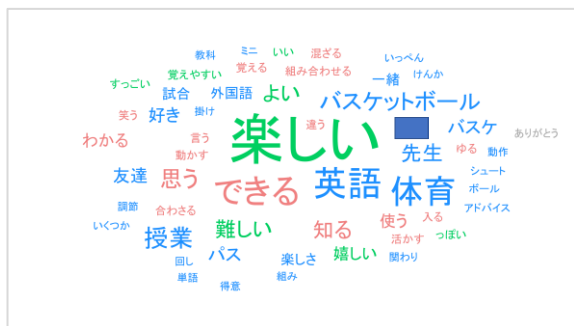 教科 ミニ いい 混ざる いっぺん
覚えやすい 覚える 組み合わせる 一緒 けんか
すっごい 試合 外国語 よい バスケットボール
笑う 好き 掛け 楽しい 違う バスケ ありがとう
わかる 言う 動かす 先生 ゆる 動作
友達 思う できる 英語 体育 シュート
ボール
調節 合わさる 知る 使う 入る アドバイス
いくつか 授業 難しい 活かす っぽい
回し パス 楽しさ 嬉しい 関わり
単語 得意 組み